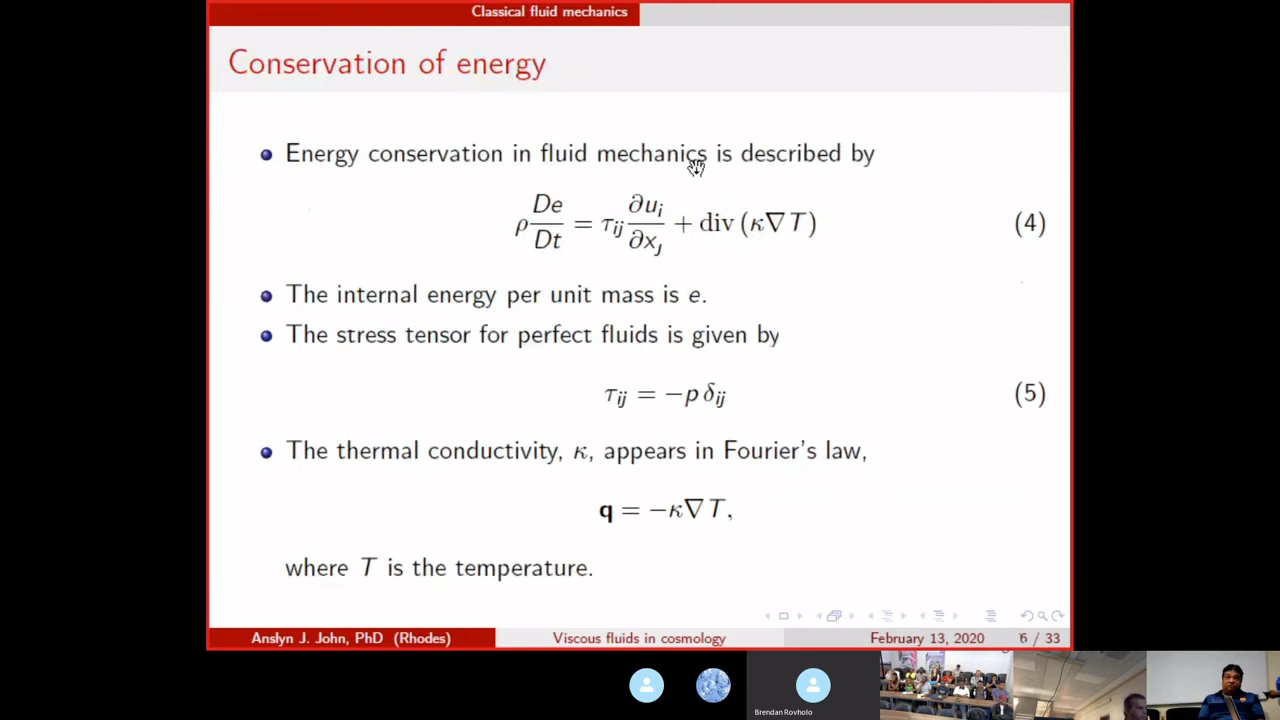 Classical fluid mechanics
Conservation of energy
Energy conservation in fluid mechanics is described by
ρ De/Dt = τij ∂ui/∂xj + div (κ∇T) (4)
The internal energy per unit mass is e.
The stress tensor for perfect fluids is given by
τij = −p δij (5)
The thermal conductivity, κ, appears in Fourier's law,
q = −κ∇T,
where T is the temperature.
Anslyn J. John, PhD (Rhodes) Viscous fluids in cosmology February 13, 2020 6 / 33
Brendan Rovholo